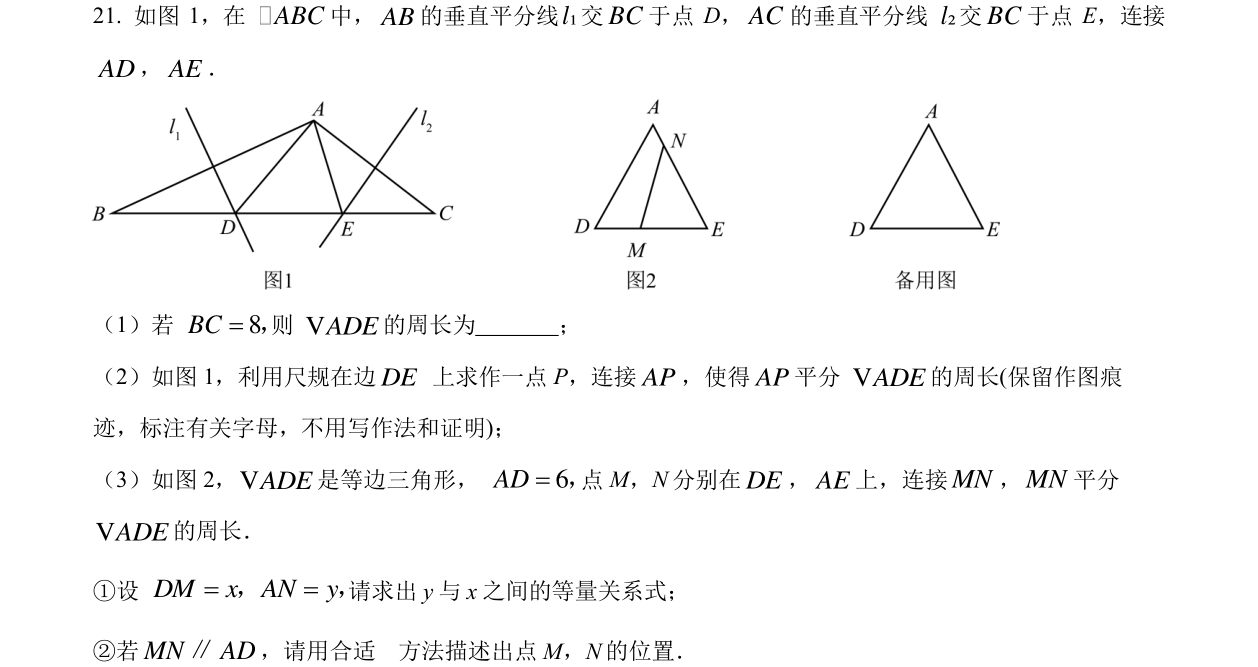 21. 如图 1，在 □ABC 中， AB 的垂直平分线 l₁ 交 BC 于点 D， AC 的垂直平分线 l₂ 交 BC 于点 E，连接
AD， AE．
A l₁ l₂ B D E C
A N D M E
A D E
图1 图2 备用图
（1）若 BC = 8, 则 VADE 的周长为_______；
（2）如图 1，利用尺规在边 DE 上求作一点 P，连接 AP，使得 AP 平分 VADE 的周长(保留作图痕
迹，标注有关字母，不用写作法和证明)；
（3）如图 2， VADE 是等边三角形， AD = 6, 点 M，N 分别在 DE， AE 上，连接 MN， MN 平分
VADE 的周长．
①设 DM = x， AN = y, 请求出 y 与 x 之间的等量关系式；
②若 MN ∥ AD，请用合适 方法描述出点 M，N 的位置．